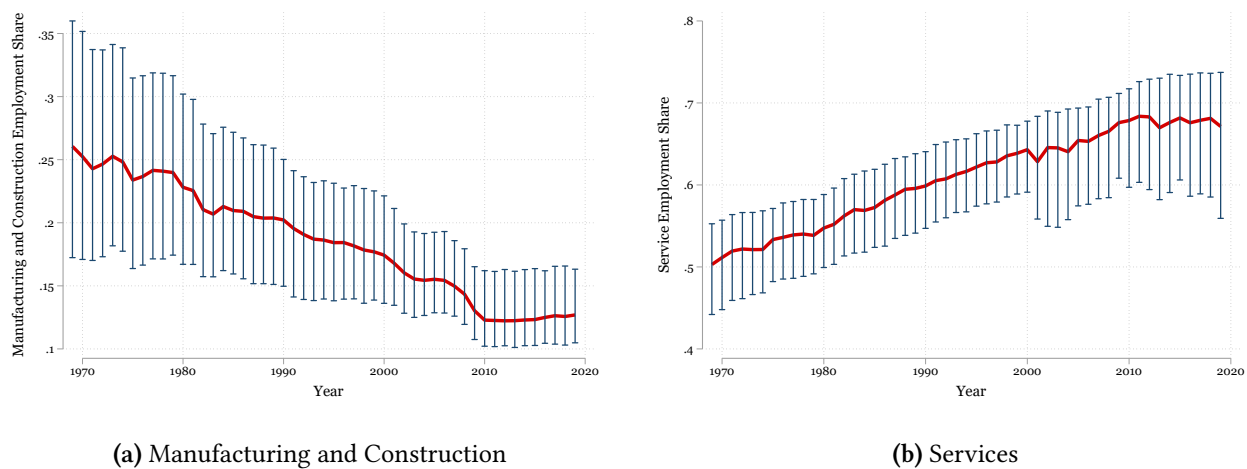 Manufacturing and Construction Employment Share
.35
.3
.25
.2
.15
.1
1970 1980 1990 2000 2010 2020
Year
(a) Manufacturing and Construction
Service Employment Share
.8
.7
.6
.5
.4
1970 1980 1990 2000 2010 2020
Year
(b) Services